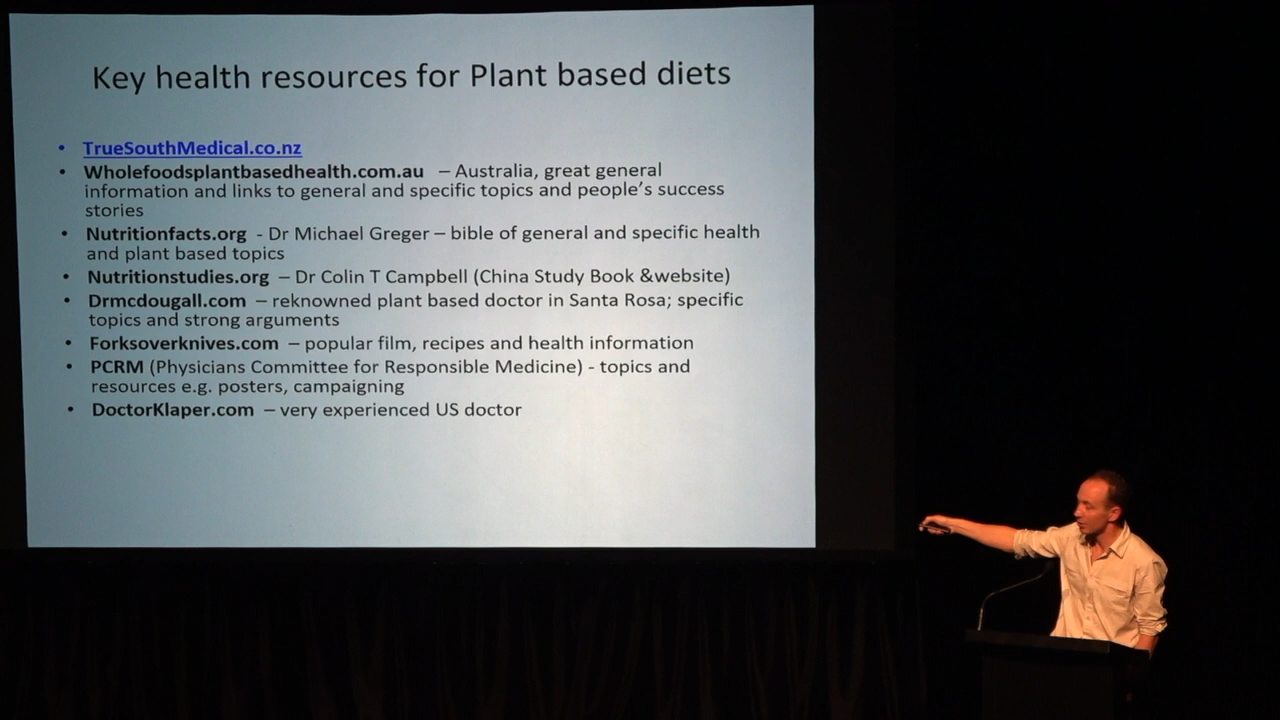 Key health resources for Plant based diets
• TrueSouthMedical.co.nz
• Wholefoodsplantbasedhealth.com.au – Australia, great general
information and links to general and specific topics and people's success
stories
• Nutritionfacts.org - Dr Michael Greger – bible of general and specific health
and plant based topics
• Nutritionstudies.org – Dr Colin T Campbell (China Study Book &website)
• Drmcdougall.com – reknowned plant based doctor in Santa Rosa; specific
topics and strong arguments
• Forksoverknives.com – popular film, recipes and health information
• PCRM (Physicians Committee for Responsible Medicine) - topics and
resources e.g. posters, campaigning
• DoctorKlaper.com – very experienced US doctor